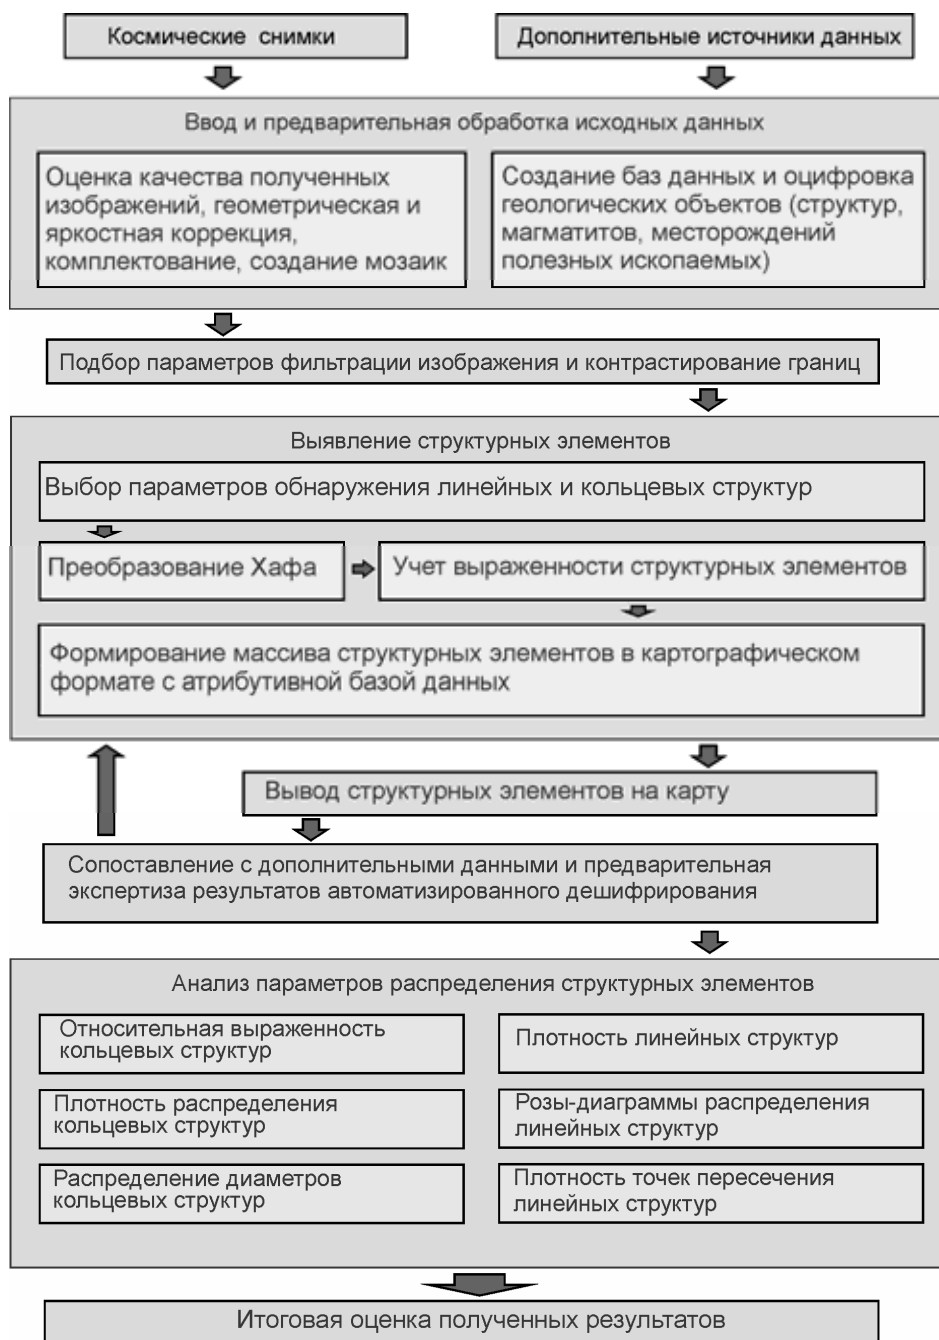 Космические снимки
Дополнительные источники данных
Ввод и предварительная обработка исходных данных
Оценка качества полученных
изображений, геометрическая и
яркостная коррекция,
комплектование, создание мозаик
Создание баз данных и оцифровка
геологических объектов (структур,
магматитов, месторождений
полезных ископаемых)
Подбор параметров фильтрации изображения и контрастирование границ
Выявление структурных элементов
Выбор параметров обнаружения линейных и кольцевых структур
Преобразование Хафа
Учет выраженности структурных элементов
Формирование массива структурных элементов в картографическом
формате с атрибутивной базой данных
Вывод структурных элементов на карту
Сопоставление с дополнительными данными и предварительная
экспертиза результатов автоматизированного дешифрирования
Анализ параметров распределения структурных элементов
Относительная выраженность
кольцевых структур
Плотность линейных структур
Плотность распределения
кольцевых структур
Розы-диаграммы распределения
линейных структур
Распределение диаметров
кольцевых структур
Плотность точек пересечения
линейных структур
Итоговая оценка полученных результатов